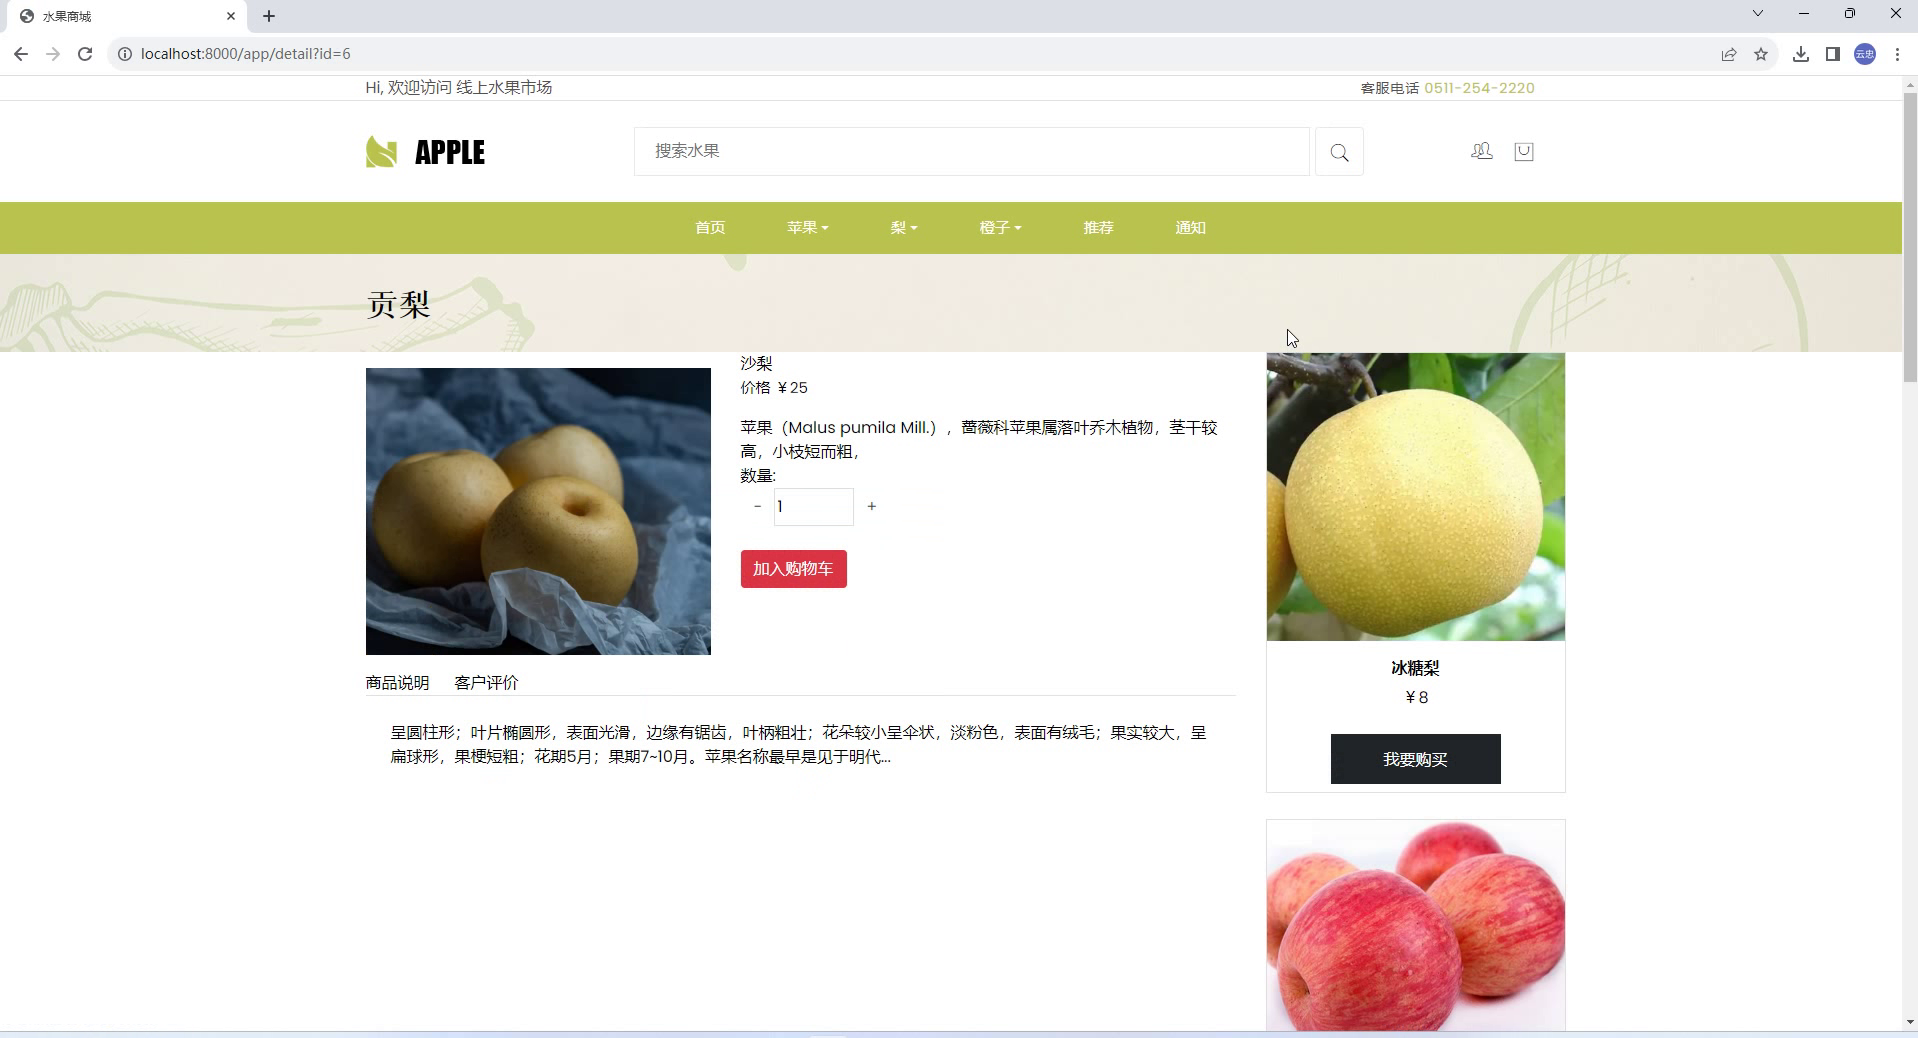 水果商城
localhost:8000/app/detail?id=6
云忠
Hi, 欢迎访问 线上水果市场
客服电话 0511-254-2220
APPLE
搜索水果
首页 苹果 梨 橙子 推荐 通知
贡梨
沙梨
价格 ¥25
苹果（Malus pumila Mill.），蔷薇科苹果属落叶乔木植物，茎干较
高，小枝短而粗，
数量:
- 1 +
加入购物车
商品说明 客户评价
呈圆柱形；叶片椭圆形，表面光滑，边缘有锯齿，叶柄粗壮；花朵较小呈伞状，淡粉色，表面有绒毛；果实较大，呈
扁球形，果梗短粗；花期5月；果期7~10月。苹果名称最早是见于明代...
冰糖梨
¥8
我要购买